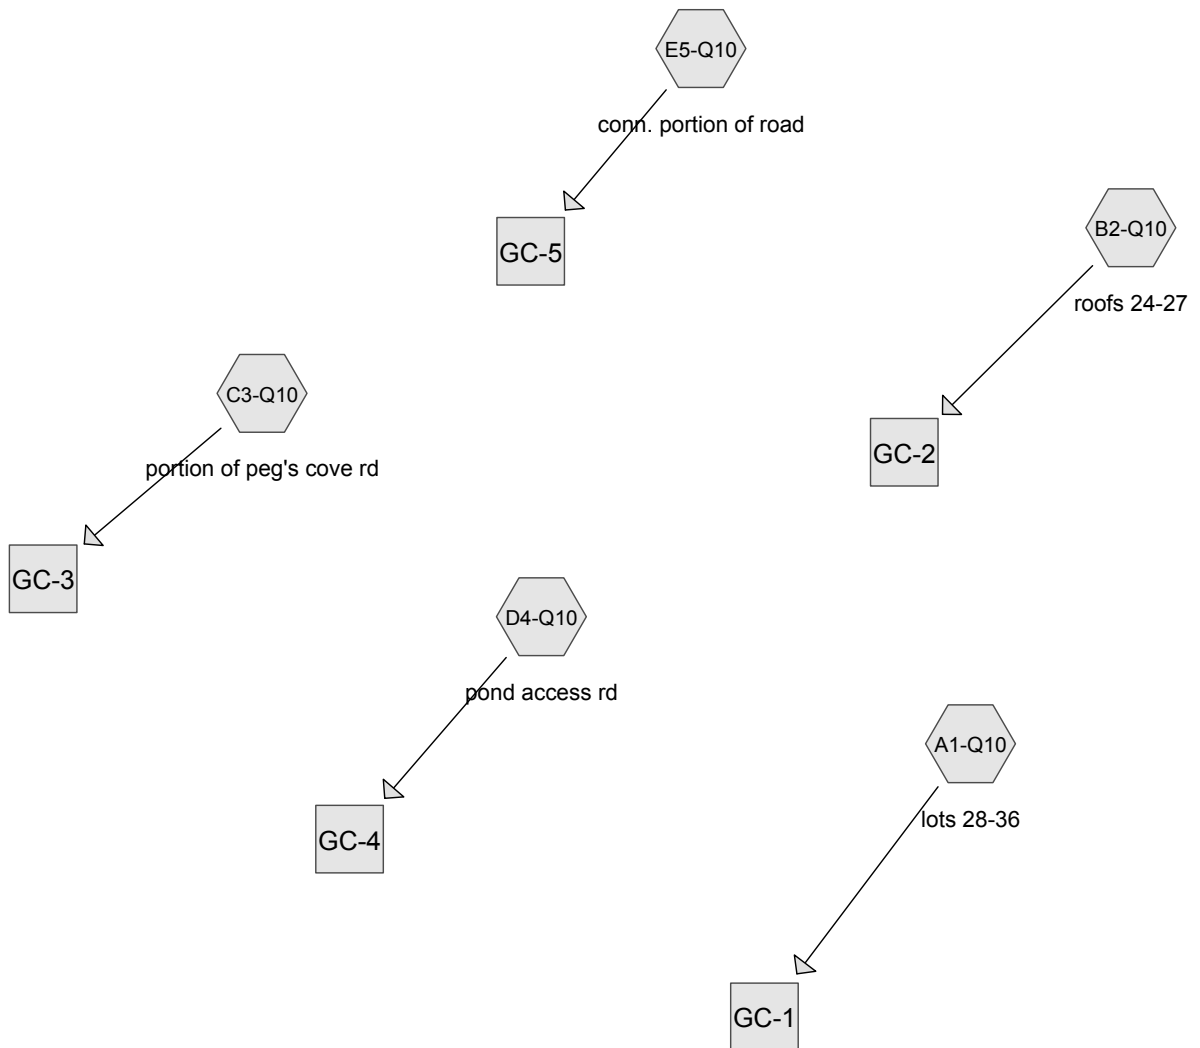 E5-Q10
conn. portion of road
B2-Q10
GC-5
roofs 24-27
C3-Q10
GC-2
portion of peg's cove rd
GC-3
D4-Q10
pond access rd
A1-Q10
lots 28-36
GC-4
GC-1